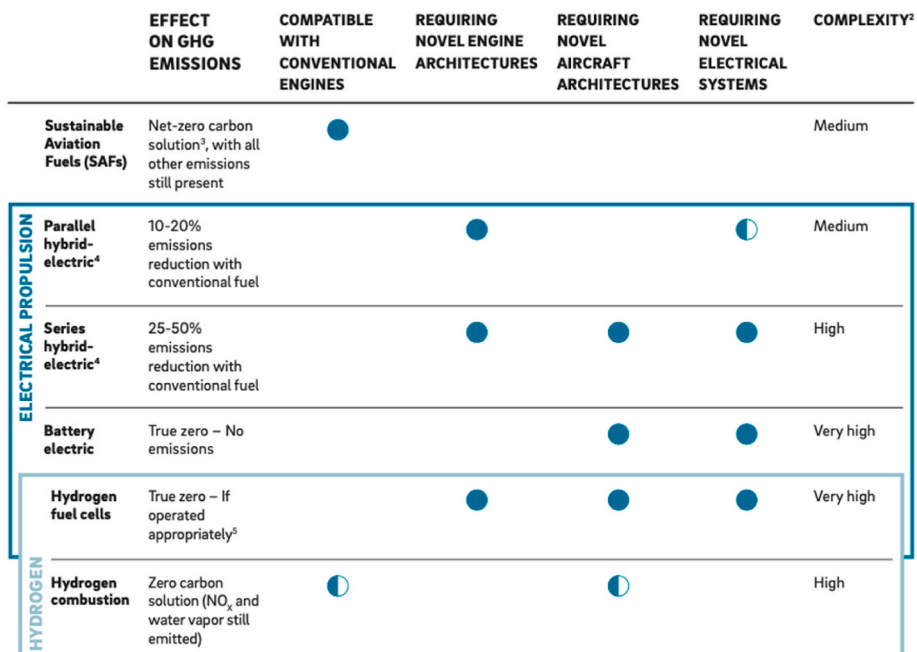 EFFECT
ON GHG
EMISSIONS
COMPATIBLE
WITH
CONVENTIONAL
ENGINES
REQUIRING
NOVEL ENGINE
ARCHITECTURES
REQUIRING
NOVEL
AIRCRAFT
ARCHITECTURES
REQUIRING
NOVEL
ELECTRICAL
SYSTEMS
COMPLEXITY²
Sustainable
Aviation
Fuels (SAFs)
Net-zero carbon
solution³, with all
other emissions
still present
Medium
ELECTRICAL PROPULSION
Parallel
hybrid-
electric⁴
10-20%
emissions
reduction with
conventional fuel
Medium
Series
hybrid-
electric⁴
25-50%
emissions
reduction with
conventional fuel
High
Battery
electric
True zero – No
emissions
Very high
HYDROGEN
Hydrogen
fuel cells
True zero – If
operated
appropriately⁵
Very high
Hydrogen
combustion
Zero carbon
solution (NOₓ and
water vapor still
emitted)
High